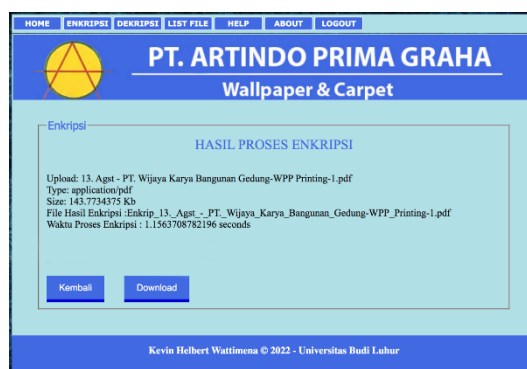 HOME ENKRIPSI DEKRIPSI LIST FILE HELP ABOUT LOGOUT
PT. ARTINDO PRIMA GRAHA
Wallpaper & Carpet
Enkripsi
HASIL PROSES ENKRIPSI
Upload: 13. Agst - PT. Wijaya Karya Bangunan Gedung-WPP Printing-1.pdf
Type: application/pdf
Size: 143.7734375 Kb
File Hasil Enkripsi :Enkrip_13._Agst_-_PT._Wijaya_Karya_Bangunan_Gedung-WPP_Printing-1.pdf
Waktu Proses Enkripsi : 1.1563708782196 seconds
Kembali Download
Kevin Helbert Wattimena © 2022 - Universitas Budi Luhur